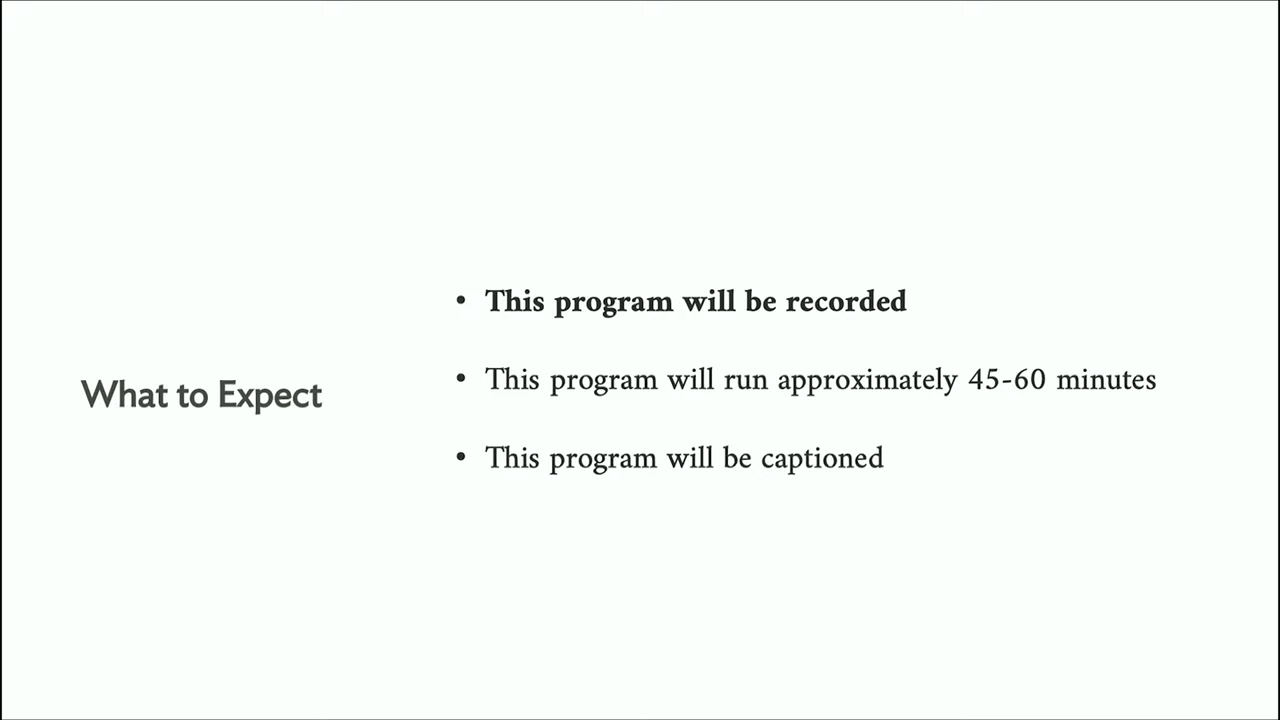 What to Expect
• This program will be recorded
• This program will run approximately 45-60 minutes
• This program will be captioned